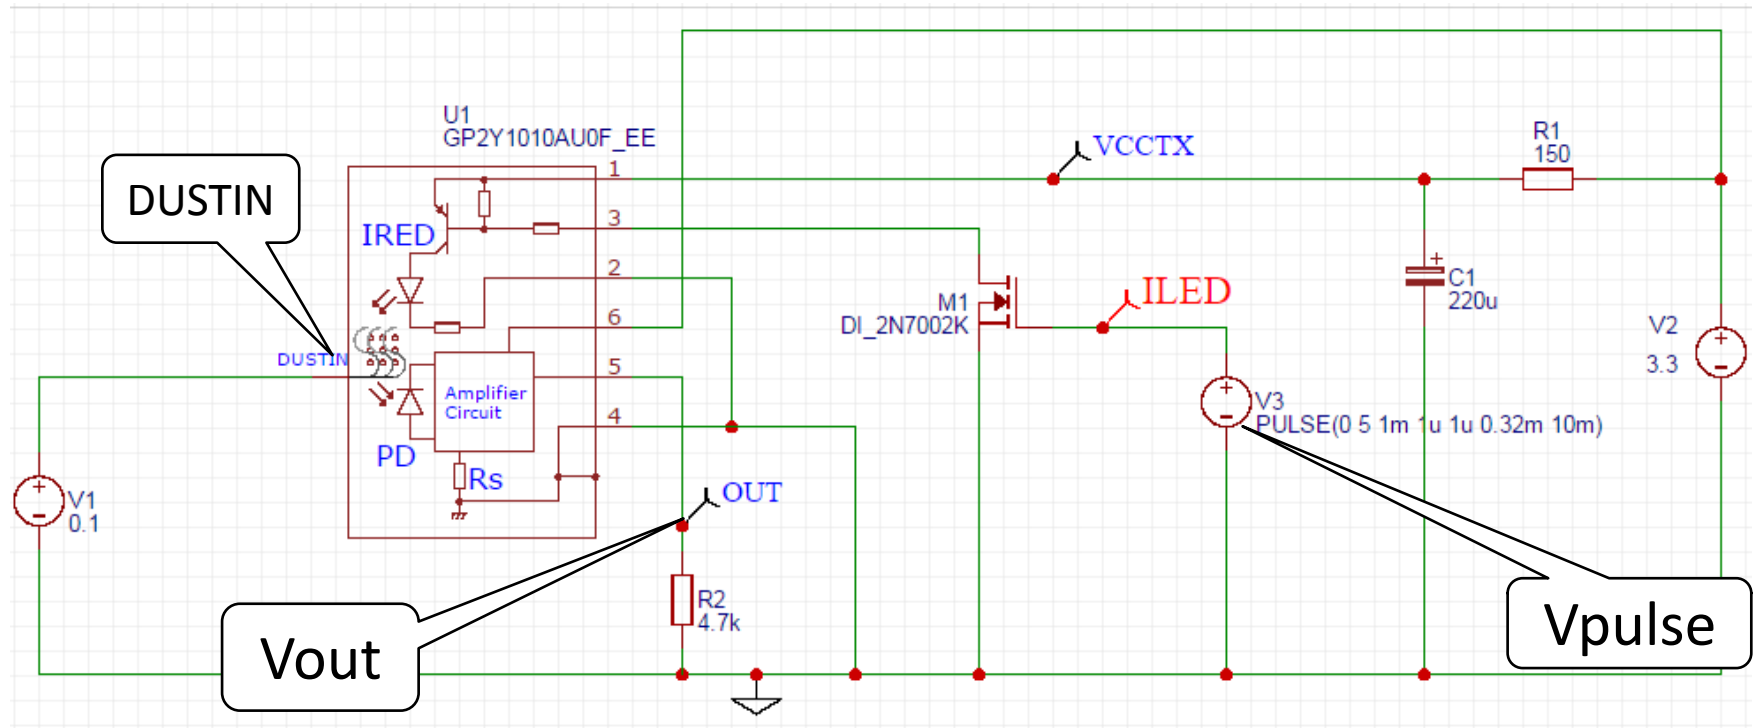 U1
GP2Y1010AU0F_EE
DUSTIN
1
VCCTX
R1
150
3
IRED
2
ILED
M1
DI_2N7002K
C1
220u
6
V2
3.3
DUSTIN
5
Amplifier
Circuit
V3
PULSE(0 5 1m 1u 1u 0.32m 10m)
4
PD
Rs
V1
0.1
OUT
R2
4.7k
Vout
Vpulse